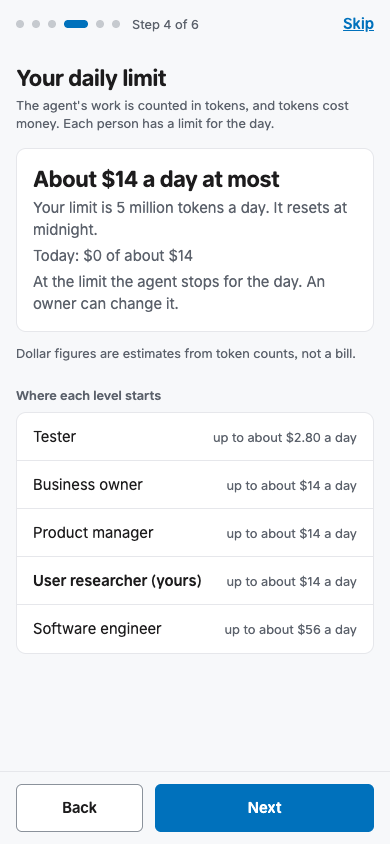 Step 4 of 6
Skip
Your daily limit
The agent's work is counted in tokens, and tokens cost
money. Each person has a limit for the day.
About $14 a day at most
Your limit is 5 million tokens a day. It resets at
midnight.
Today: $0 of about $14
At the limit the agent stops for the day. An
owner can change it.
Dollar figures are estimates from token counts, not a bill.
Where each level starts
Tester up to about $2.80 a day
Business owner up to about $14 a day
Product manager up to about $14 a day
User researcher (yours) up to about $14 a day
Software engineer up to about $56 a day
Back
Next